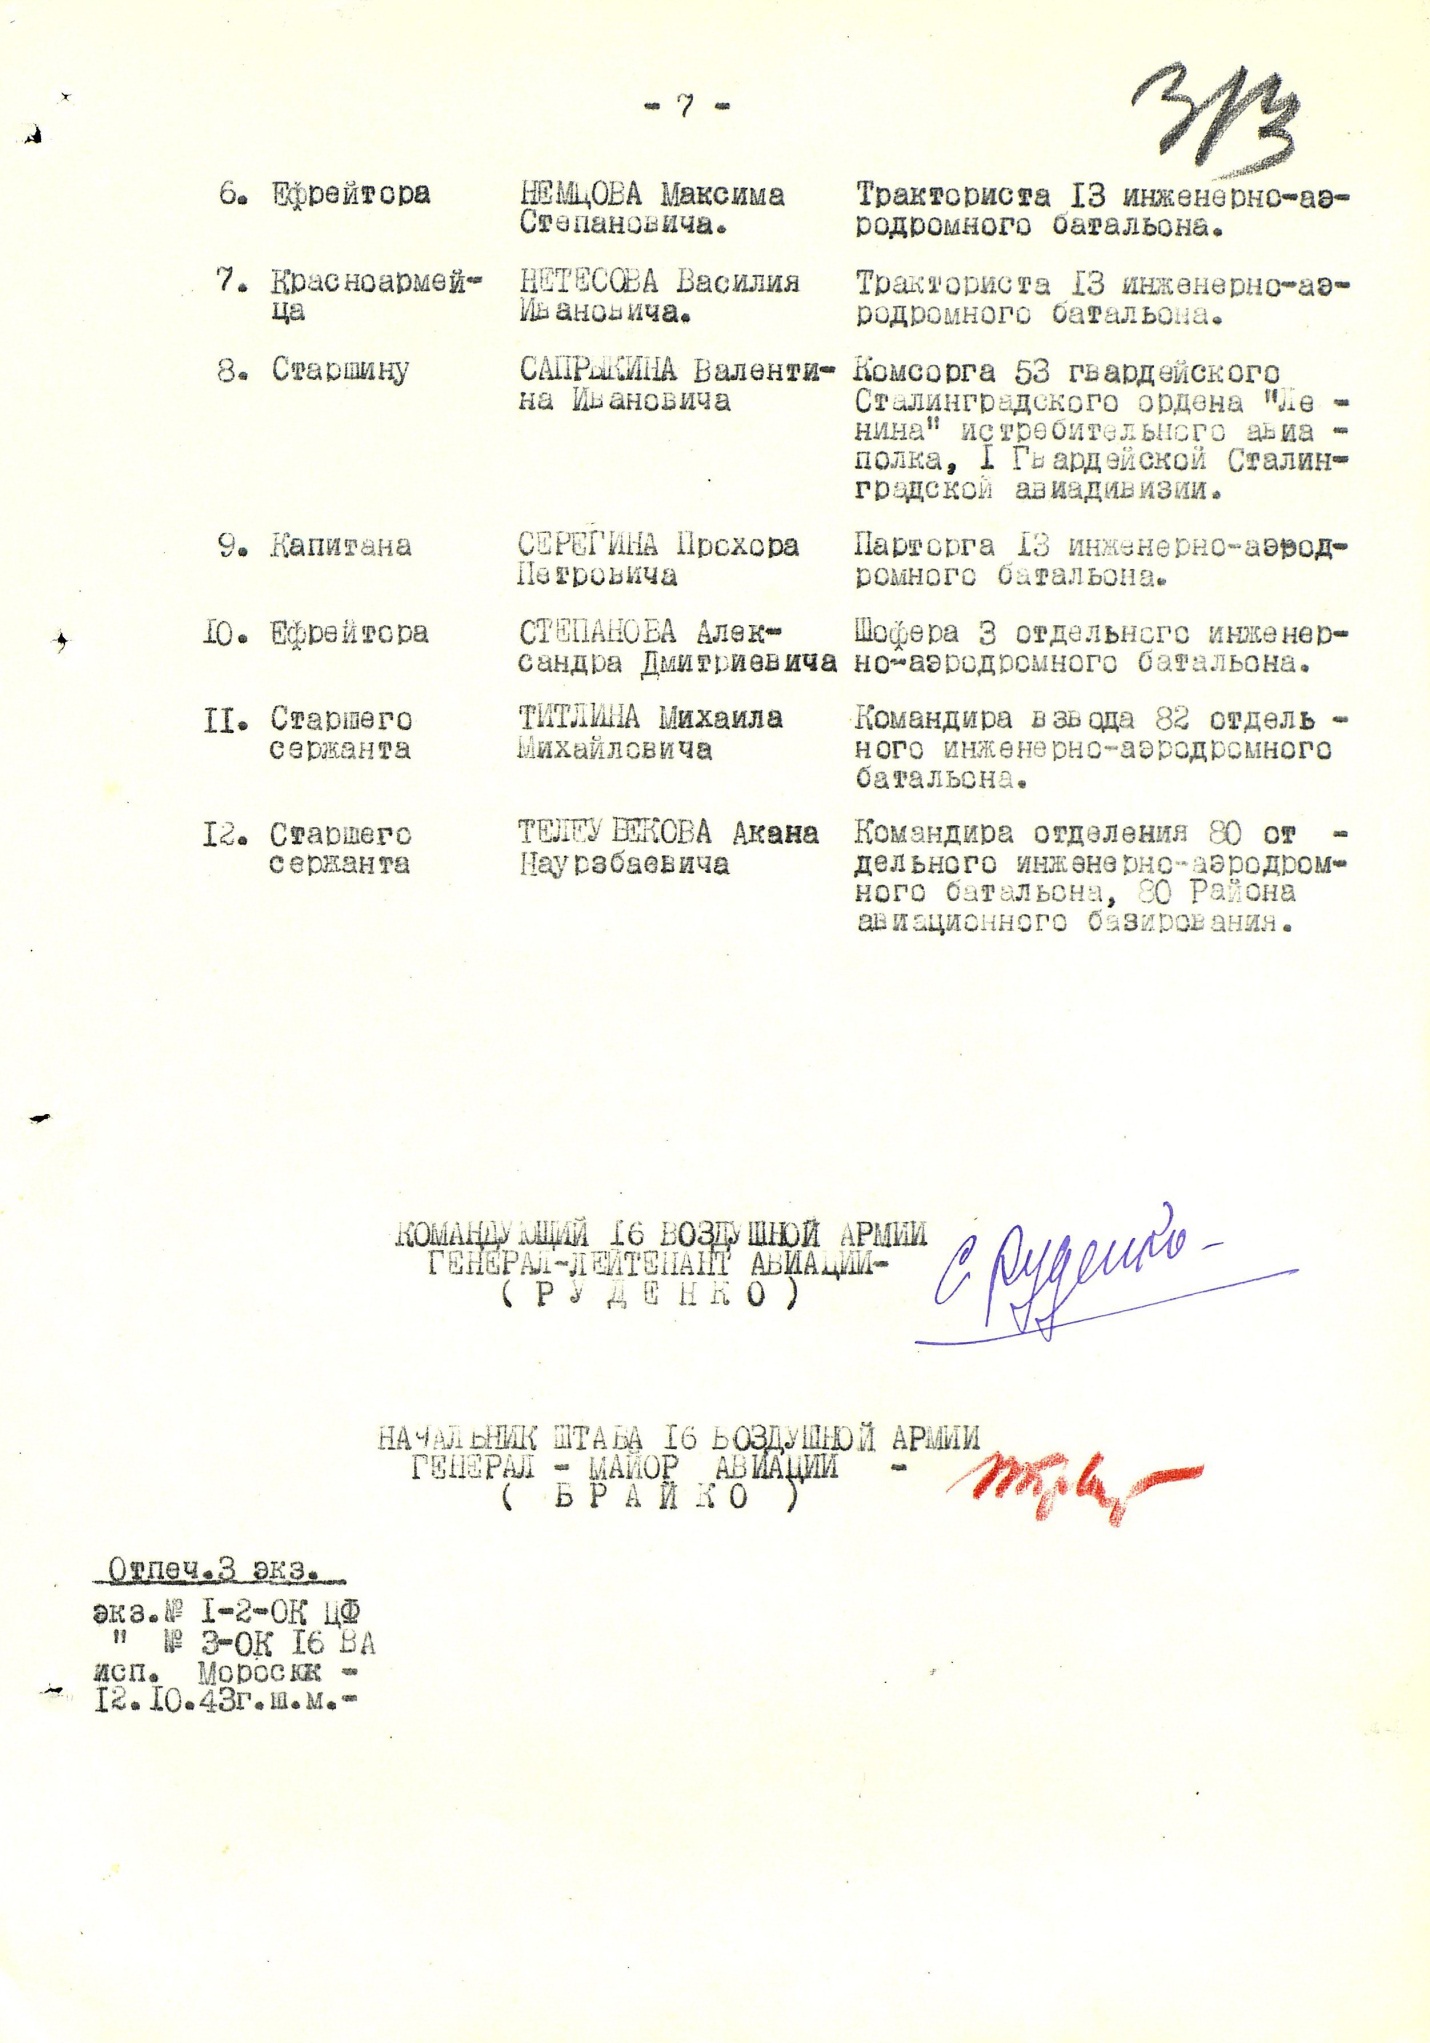 - 7 -
313
6. Ефрейтора НЕМЦОВА Максима Тракториста 13 инженерно-аэ-
Степановича. родромного батальона.
7. Красноармей- НЕТЕСОВА Василия Тракториста 13 инженерно-аэ-
ца Ивановича. родромного батальона.
8. Старшину САПРЫКИНА Валенти- Комсорга 53 гвардейского
на Ивановича Сталинградского ордена "Ле -
нина" истребительного авиа -
полка, I Гвардейской Сталин-
градской авиадивизии.
9. Капитана СЕРЕГИНА Прохора Парторга 13 инженерно-аэрод-
Петровича ромного батальона.
10. Ефрейтора СТЕПАНОВА Алек- Шофера 3 отдельного инженер-
сандра Дмитриевича но-аэродромного батальона.
II. Старшего ТИТЛИНА Михаила Командира взвода 82 отдель -
сержанта Михайловича ного инженерно-аэродромного
батальона.
12. Старшего ТЕЛЕУБЕКОВА Акана Командира отделения 80 от -
сержанта Наурзбаевича дельного инженерно-аэродром-
ного батальона, 80 Района
авиационного базирования.
КОМАНДУЮЩИЙ 16 ВОЗДУШНОЙ АРМИИ
ГЕНЕРАЛ-ЛЕЙТЕНАНТ АВИАЦИИ-
( Р У Д Е Н К О )
С Руденко -
НАЧАЛЬНИК ШТАБА 16 ВОЗДУШНОЙ АРМИИ
ГЕНЕРАЛ - МАЙОР АВИАЦИИ -
( Б Р А Й К О )
Отпеч.3 экз.
экз.№ I-2-ОК ЦФ
" № 3-ОК 16 ВА
исп.
12.10.43г.ш.м.-